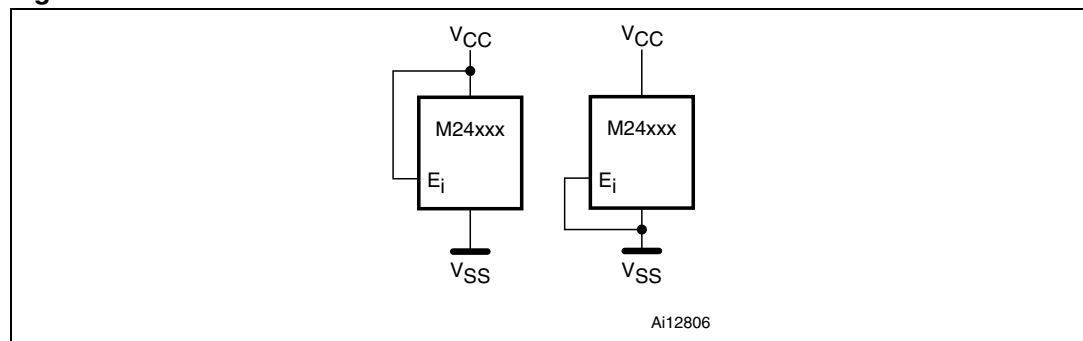 VCC VCC
M24xxx M24xxx
Ei Ei
VSS VSS
Ai12806